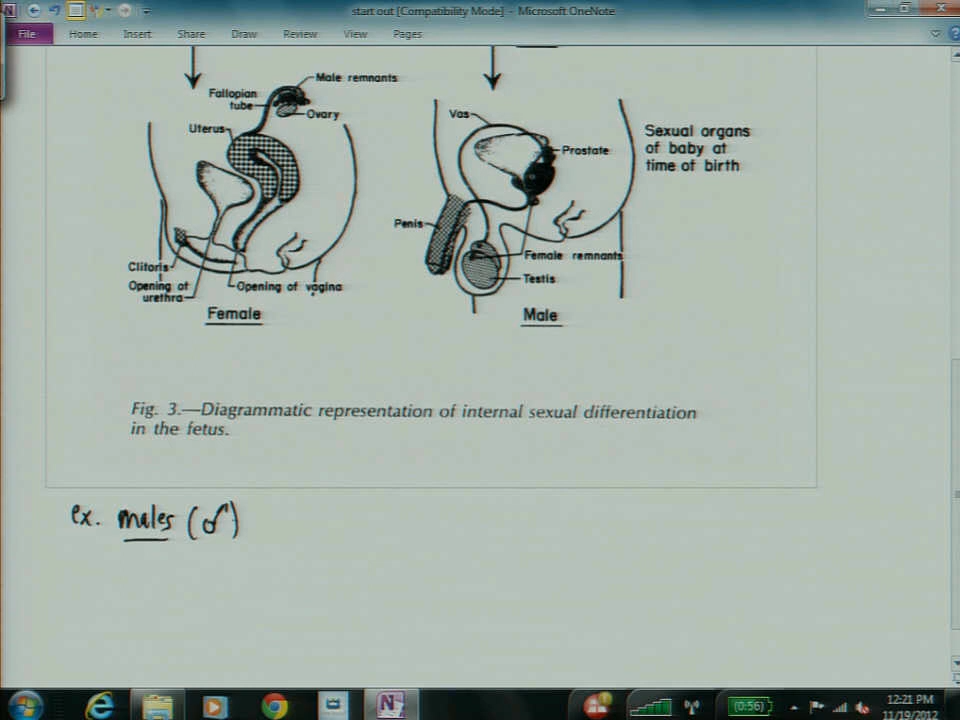 start out [Compatibility Mode] - Microsoft OneNote
File Home Insert Share Draw Review View Pages
Male remnants
Fallopian
tube
Ovary
Uterus
Clitoris
Opening of
urethra
Opening of vagina
Female
Vas
Prostate
Penis
Female remnants
Testis
Male
Sexual organs
of baby at
time of birth
Fig. 3.—Diagrammatic representation of internal sexual differentiation
in the fetus.
ex. males (♂)
(0:56)
12:21 PM
11/19/2012